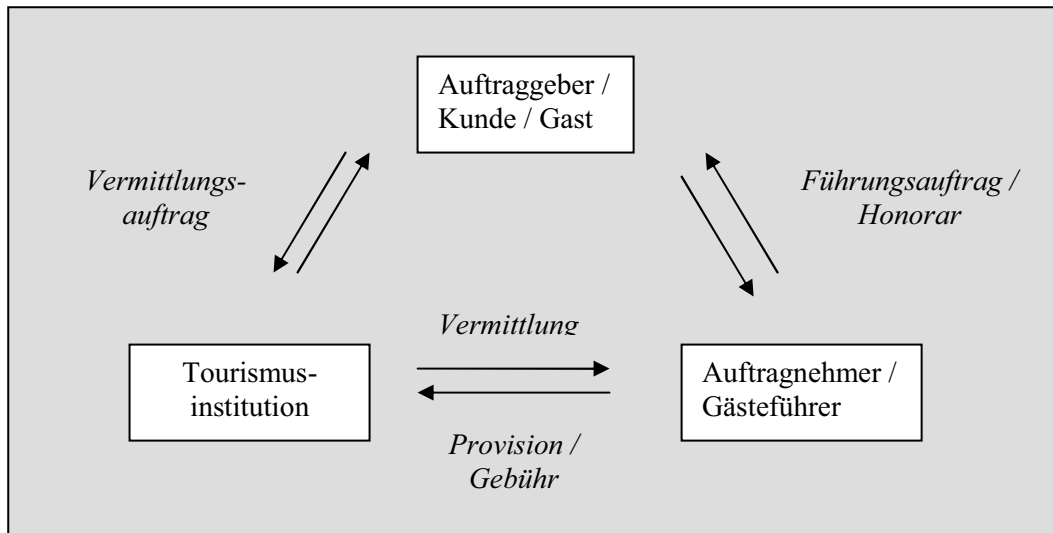 Auftraggeber /
Kunde / Gast
Vermittlungs-
auftrag
Führungsauftrag /
Honorar
Vermittlung
Tourismus-
institution
Auftragnehmer /
Gästeführer
Provision /
Gebühr